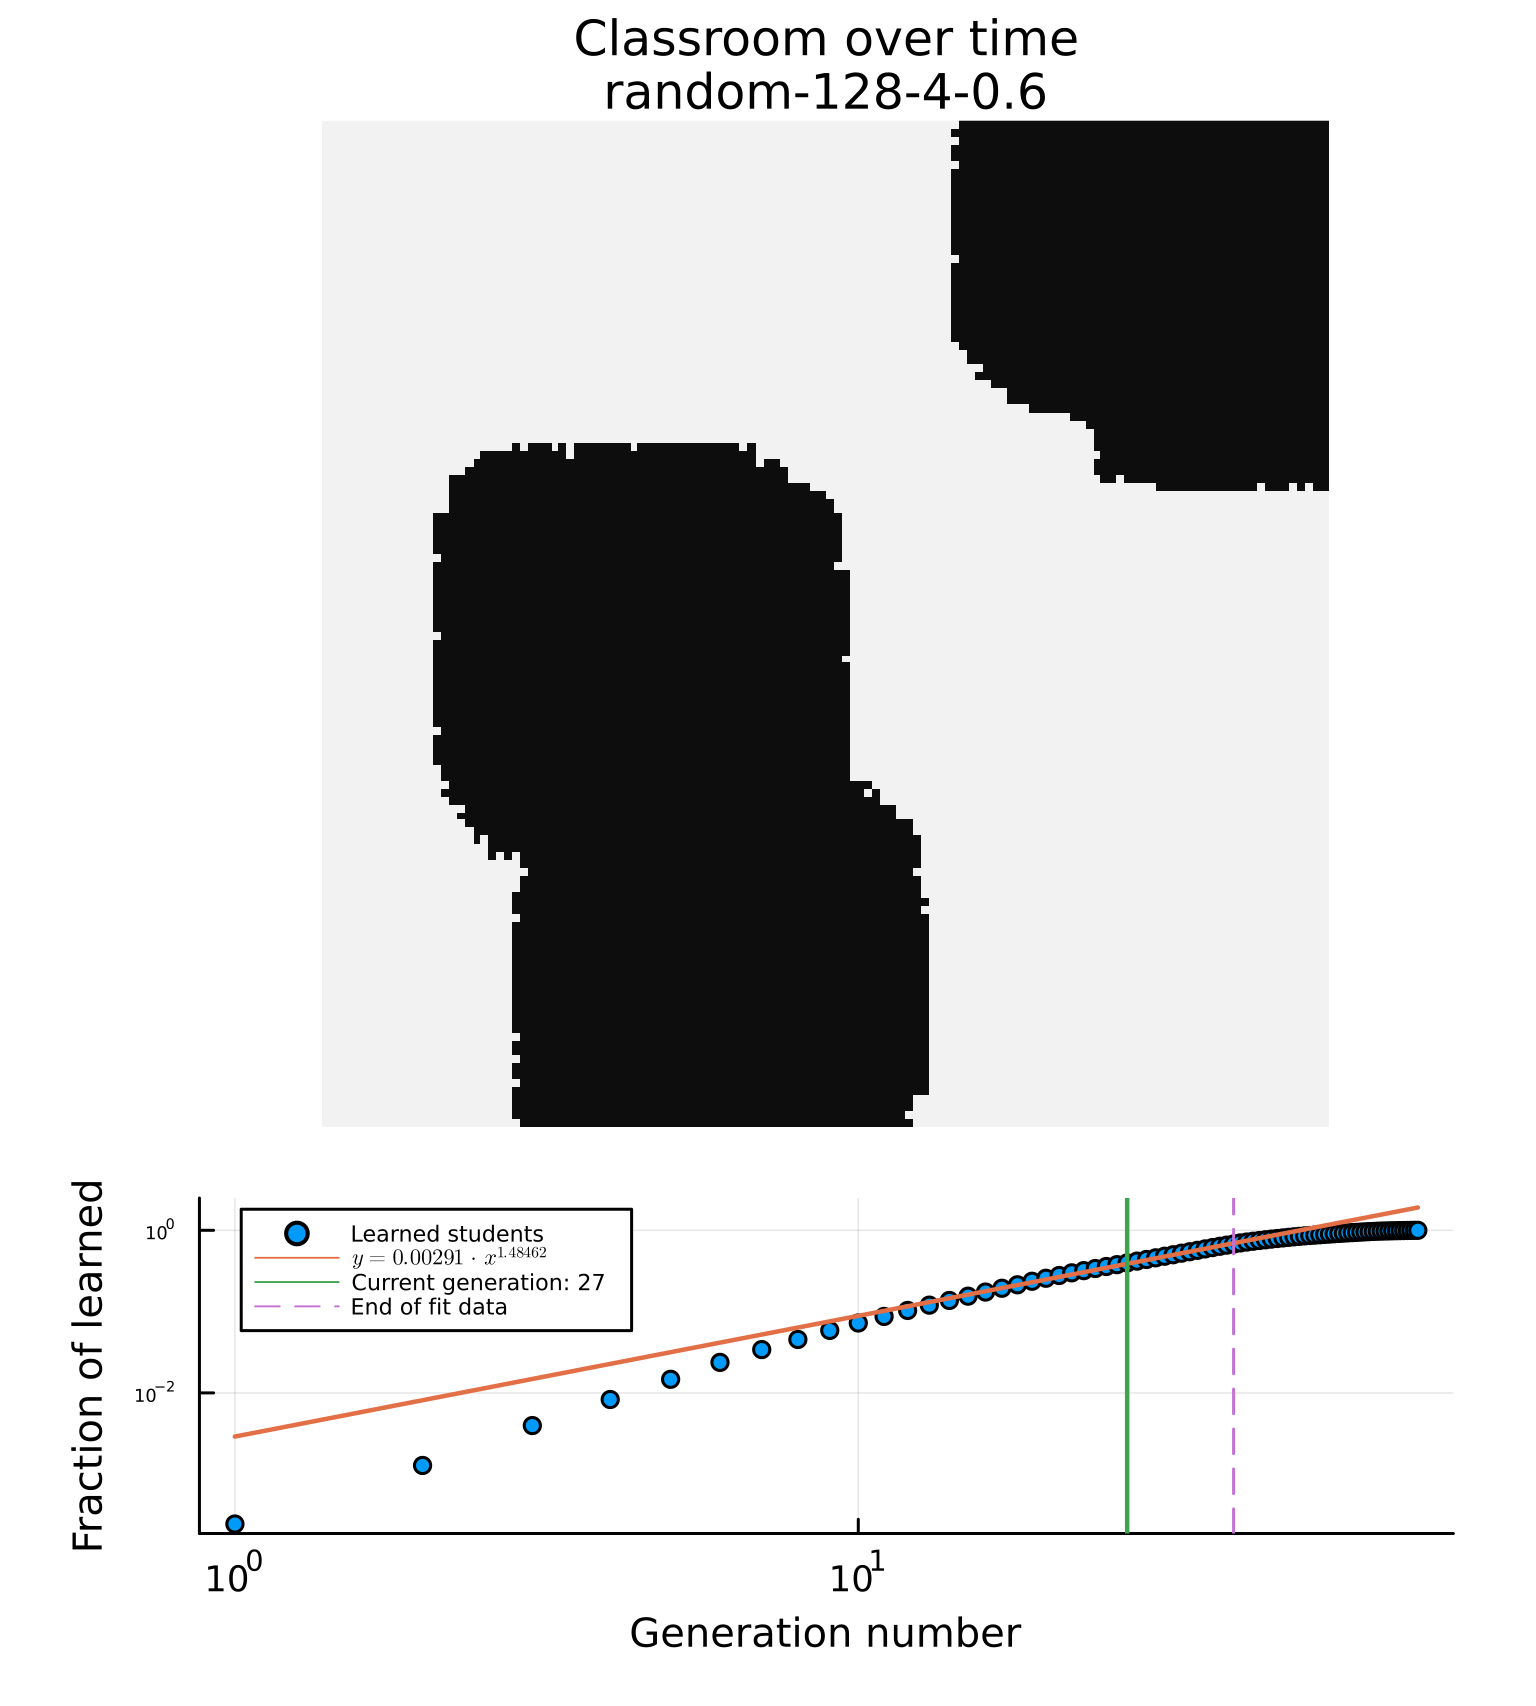 Classroom over time
random-128-4-0.6
Fraction of learned
10^0
10^-2
Learned students
y = 0.00291 · x^1.48462
Current generation: 27
End of fit data
10^0
10^1
Generation number